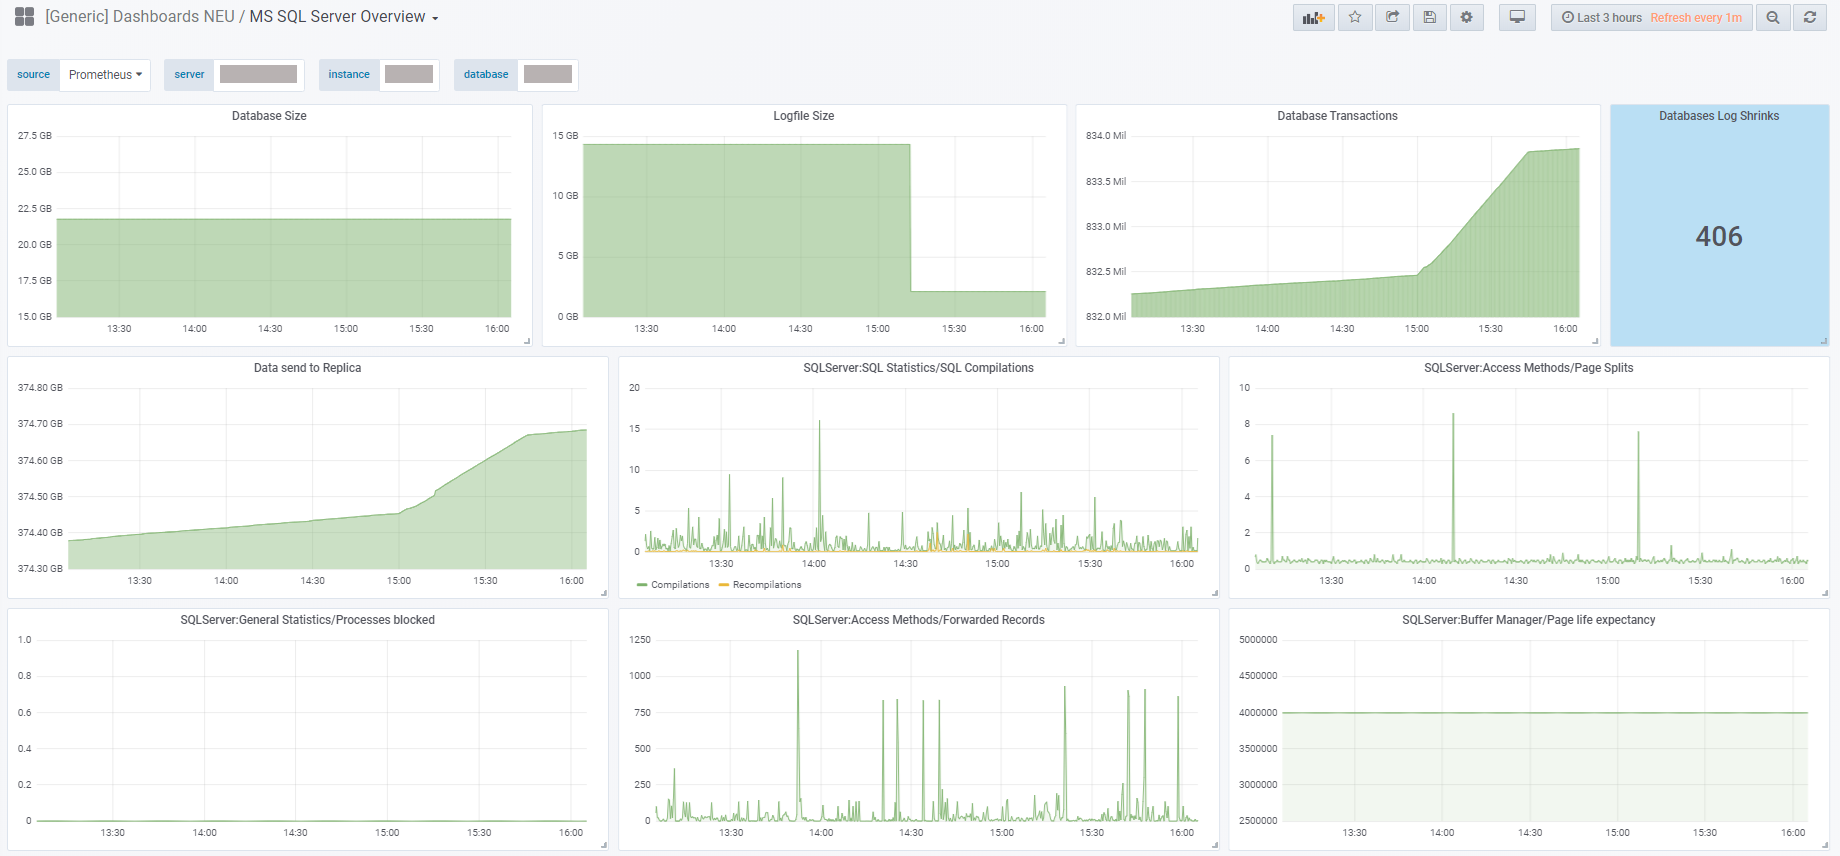 [Generic] Dashboards NEU / MS SQL Server Overview
Last 3 hours Refresh every 1m
source Prometheus server instance database
Database Size
27.5 GB
25.0 GB
22.5 GB
20.0 GB
17.5 GB
15.0 GB
13:30 14:00 14:30 15:00 15:30 16:00
Logfile Size
15 GB
10 GB
5 GB
0 GB
13:30 14:00 14:30 15:00 15:30 16:00
Database Transactions
834.0 Mil
833.5 Mil
833.0 Mil
832.5 Mil
832.0 Mil
13:30 14:00 14:30 15:00 15:30 16:00
Databases Log Shrinks
406
Data send to Replica
374.80 GB
374.70 GB
374.60 GB
374.50 GB
374.40 GB
374.30 GB
13:30 14:00 14:30 15:00 15:30 16:00
SQLServer:SQL Statistics/SQL Compilations
20
15
10
5
0
13:30 14:00 14:30 15:00 15:30 16:00
Compilations Recompilations
SQLServer:Access Methods/Page Splits
10
8
6
4
2
0
13:30 14:00 14:30 15:00 15:30 16:00
SQLServer:General Statistics/Processes blocked
1.0
0.8
0.6
0.4
0.2
0
13:30 14:00 14:30 15:00 15:30 16:00
SQLServer:Access Methods/Forwarded Records
1250
1000
750
500
250
0
13:30 14:00 14:30 15:00 15:30 16:00
SQLServer:Buffer Manager/Page life expectancy
5000000
4500000
4000000
3500000
3000000
2500000
13:30 14:00 14:30 15:00 15:30 16:00